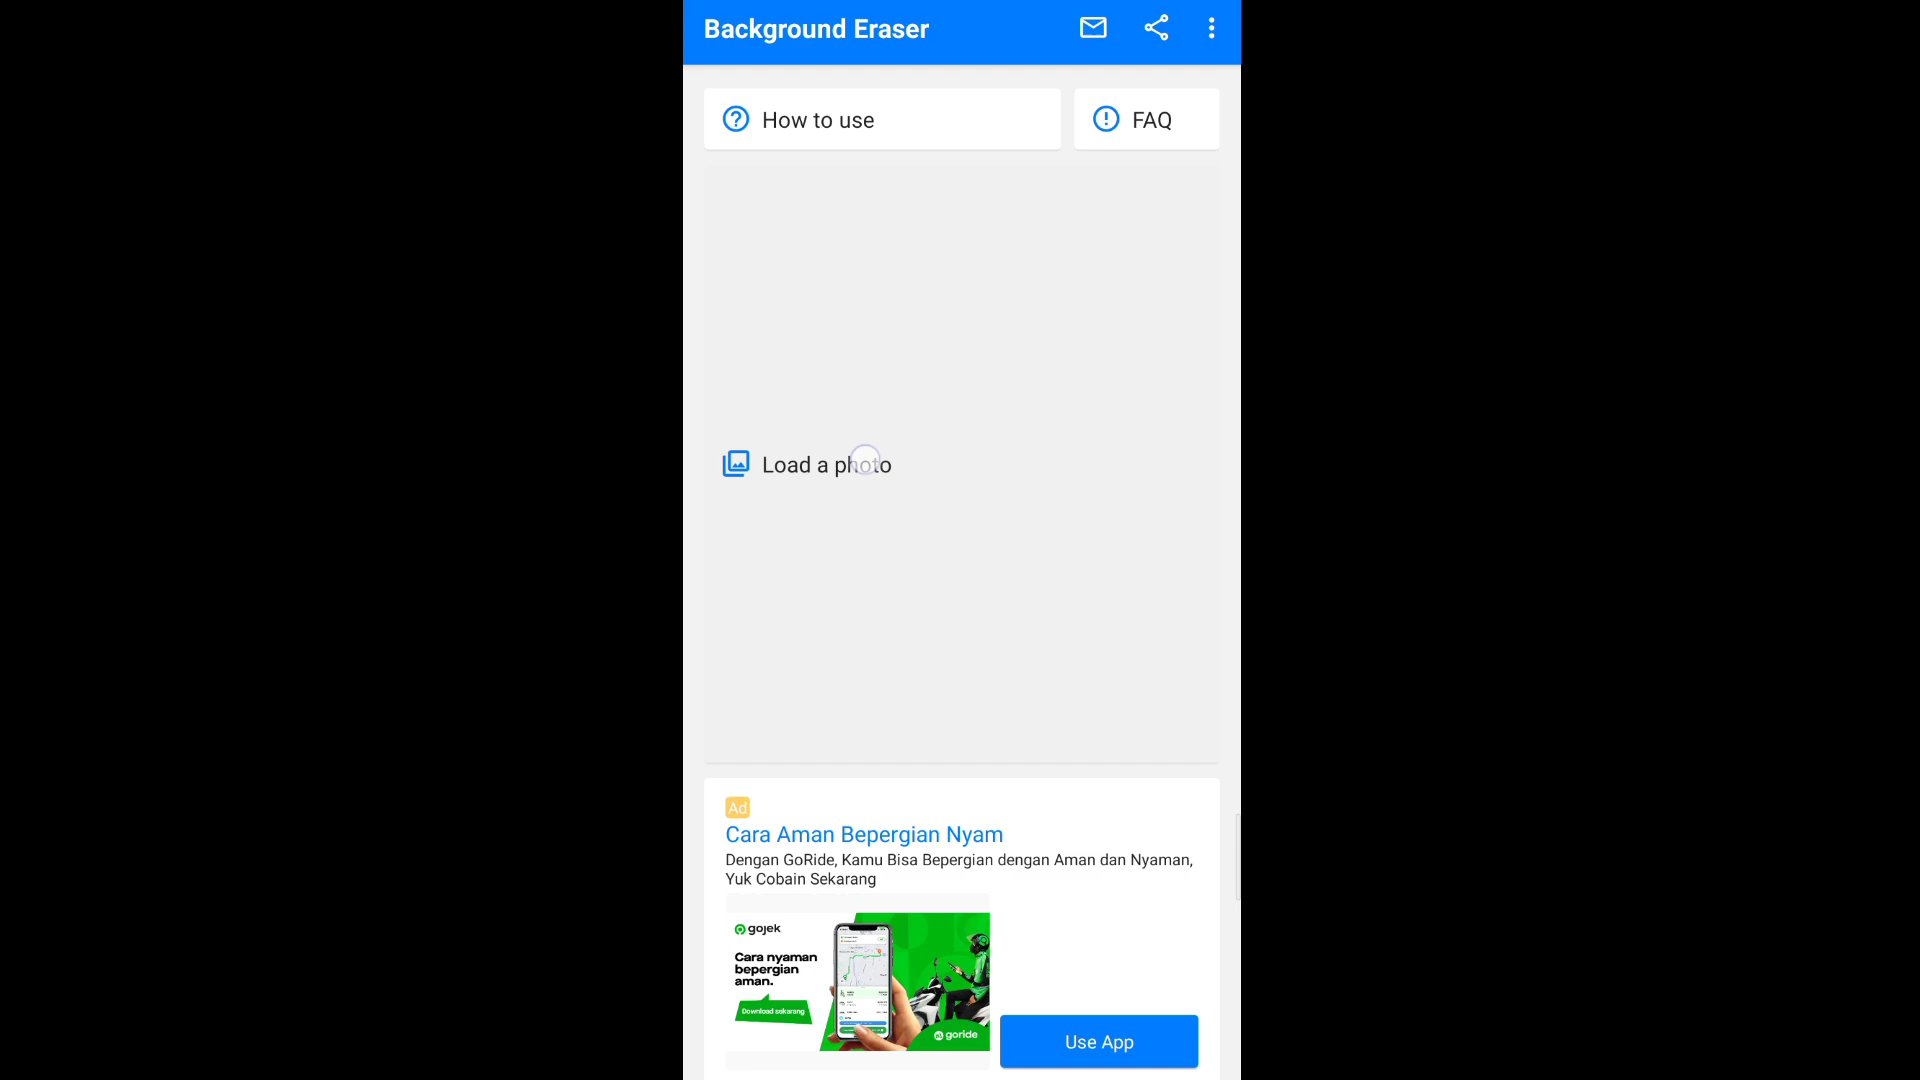 Background Eraser
How to use
FAQ
Load a photo
Ad
Cara Aman Bepergian Nyam
Dengan GoRide, Kamu Bisa Bepergian dengan Aman dan Nyaman,
Yuk Cobain Sekarang
gojek
Cara nyaman
bepergian
aman.
Download sekarang
goride
Use App